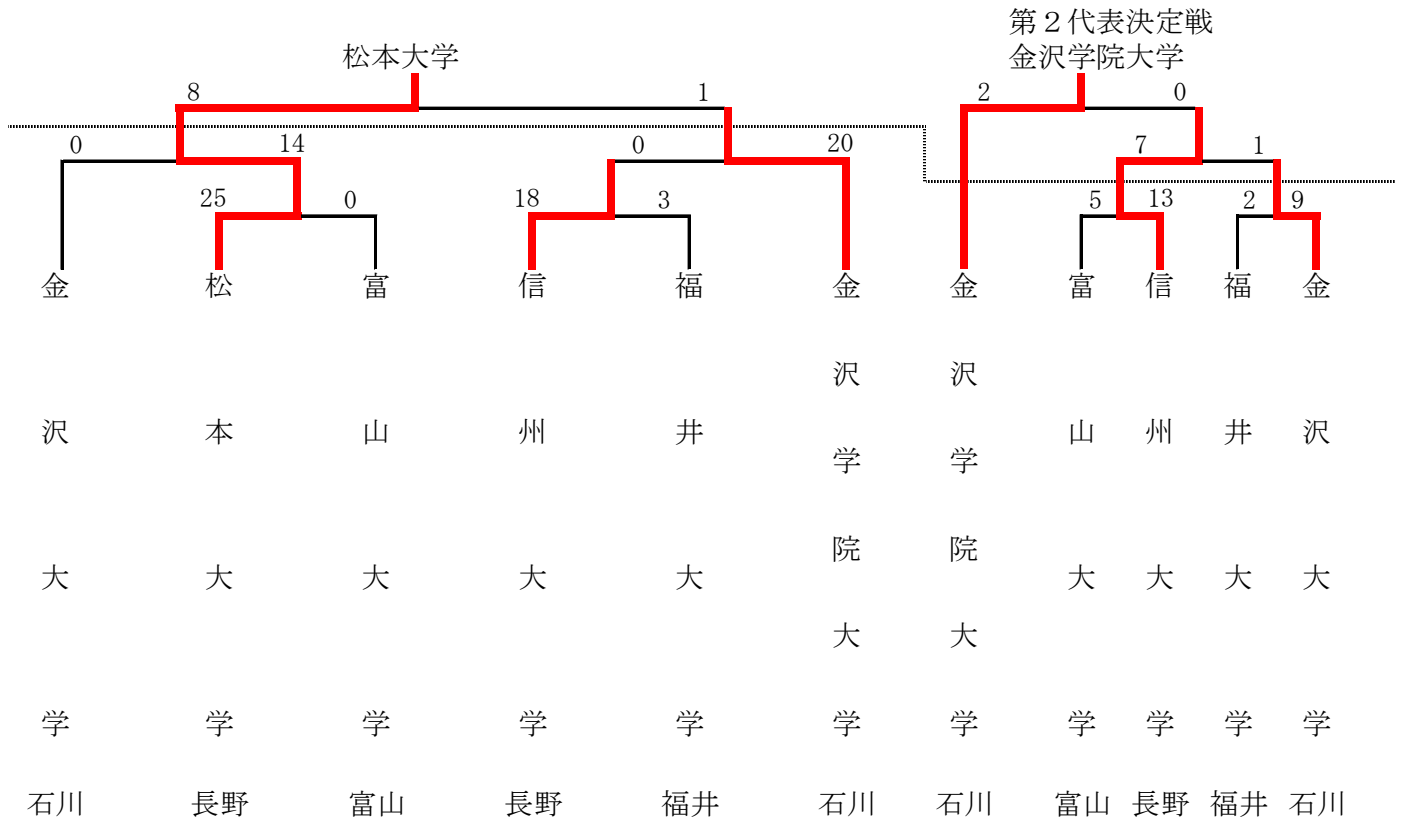 第２代表決定戦
松本大学
金沢学院大学
8
1
2
0
0
14
0
20
7
1
25
0
18
3
5
13
2
9
金沢大学
松本大学
富山大学
信州大学
福井大学
金沢学院大学
金沢学院大学
富山大学
信州大学
福井大学
金沢大学
石川
長野
富山
長野
福井
石川
石川
富山
長野
福井
石川